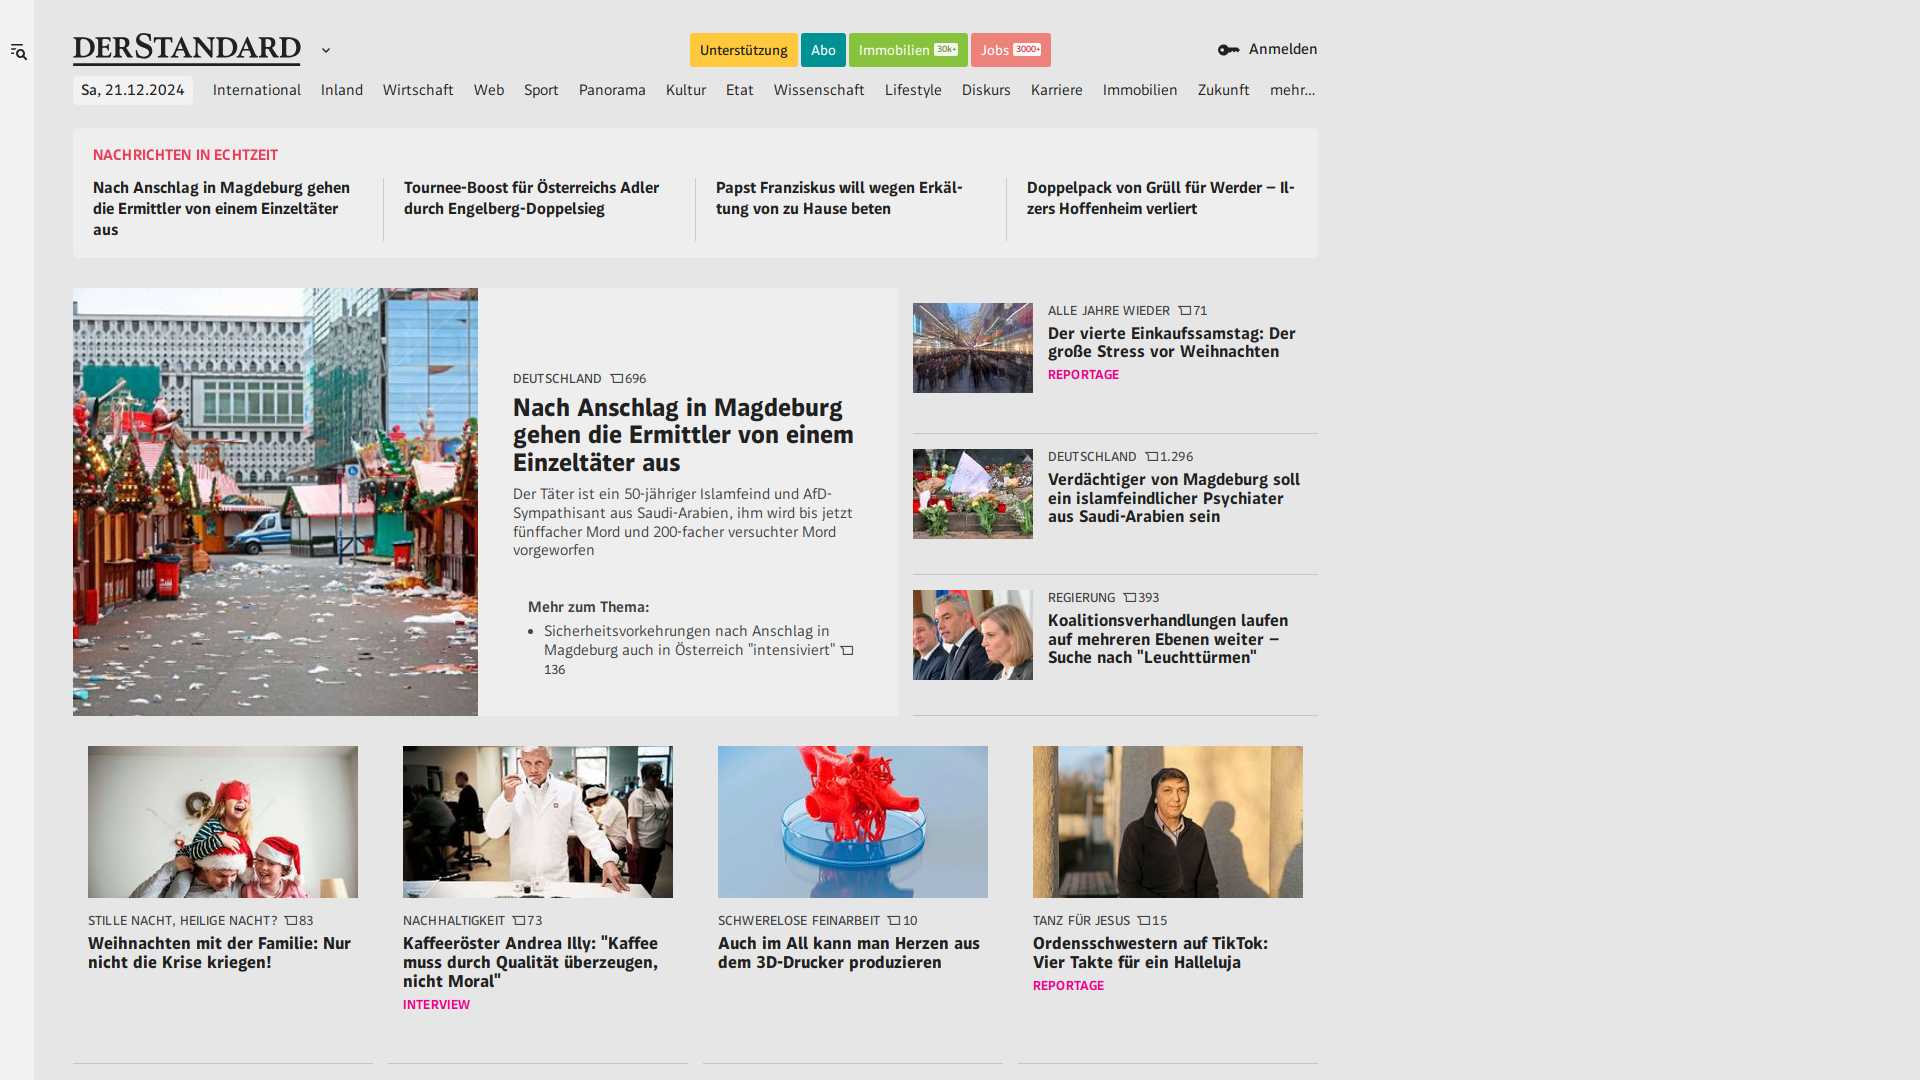 DERSTANDARD
Unterstützung
Abo
Immobilien 30k+
Jobs 3000+
Anmelden
Sa, 21.12.2024
International
Inland
Wirtschaft
Web
Sport
Panorama
Kultur
Etat
Wissenschaft
Lifestyle
Diskurs
Karriere
Immobilien
Zukunft
mehr...
NACHRICHTEN IN ECHTZEIT
Nach Anschlag in Magdeburg gehen
die Ermittler von einem Einzeltäter
aus
Tournee-Boost für Österreichs Adler
durch Engelberg-Doppelsieg
Papst Franziskus will wegen Erkäl-
tung von zu Hause beten
Doppelpack von Grüll für Werder – Il-
zers Hoffenheim verliert
DEUTSCHLAND 696
Nach Anschlag in Magdeburg
gehen die Ermittler von einem
Einzeltäter aus
Der Täter ist ein 50-jähriger Islamfeind und AfD-
Sympathisant aus Saudi-Arabien, ihm wird bis jetzt
fünffacher Mord und 200-facher versuchter Mord
vorgeworfen
Mehr zum Thema:
• Sicherheitsvorkehrungen nach Anschlag in
Magdeburg auch in Österreich "intensiviert"
136
ALLE JAHRE WIEDER 71
Der vierte Einkaufssamstag: Der
große Stress vor Weihnachten
REPORTAGE
DEUTSCHLAND 1.296
Verdächtiger von Magdeburg soll
ein islamfeindlicher Psychiater
aus Saudi-Arabien sein
REGIERUNG 393
Koalitionsverhandlungen laufen
auf mehreren Ebenen weiter –
Suche nach "Leuchttürmen"
STILLE NACHT, HEILIGE NACHT? 83
Weihnachten mit der Familie: Nur
nicht die Krise kriegen!
NACHHALTIGKEIT 73
Kaffeeröster Andrea Illy: "Kaffee
muss durch Qualität überzeugen,
nicht Moral"
INTERVIEW
SCHWERELOSE FEINARBEIT 10
Auch im All kann man Herzen aus
dem 3D-Drucker produzieren
TANZ FÜR JESUS 15
Ordensschwestern auf TikTok:
Vier Takte für ein Halleluja
REPORTAGE